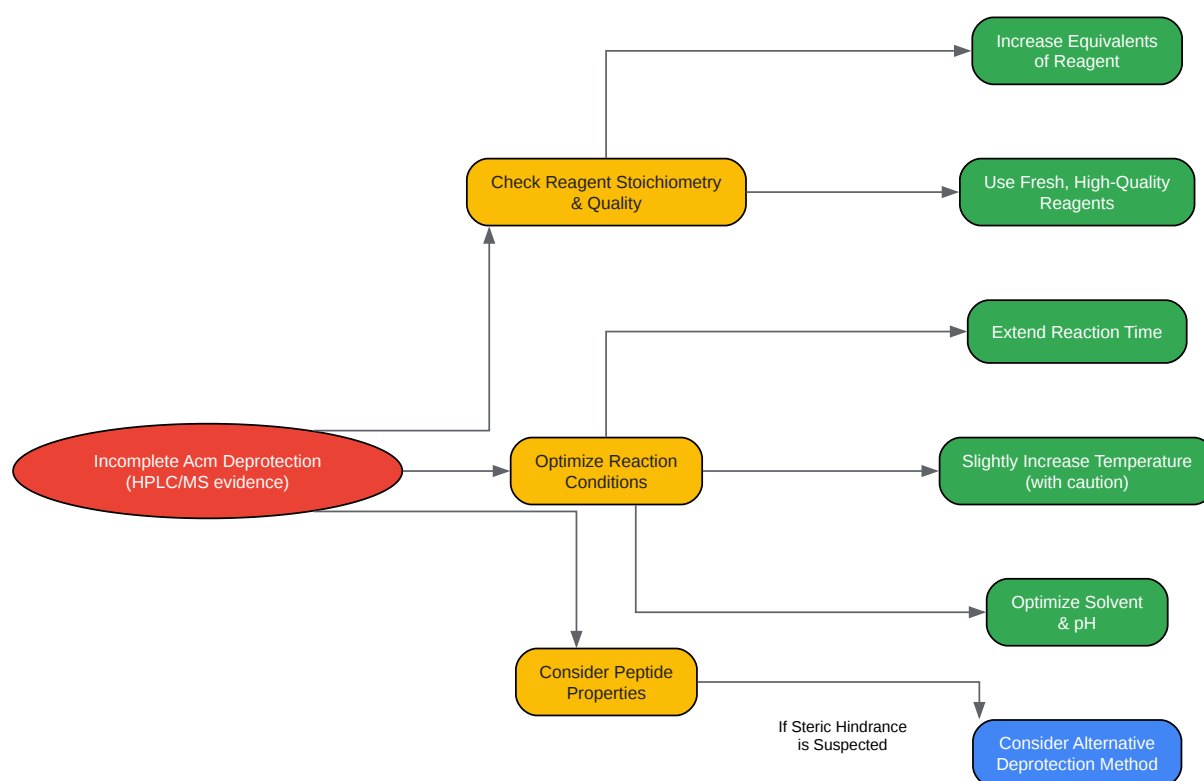 Increase Equivalents
of Reagent
Check Reagent Stoichiometry
& Quality
Use Fresh, High-Quality
Reagents
Extend Reaction Time
Incomplete Acm Deprotection
(HPLC/MS evidence)
Optimize Reaction
Conditions
Slightly Increase Temperature
(with caution)
Optimize Solvent
& pH
Consider Peptide
Properties
If Steric Hindrance
is Suspected
Consider Alternative
Deprotection Method